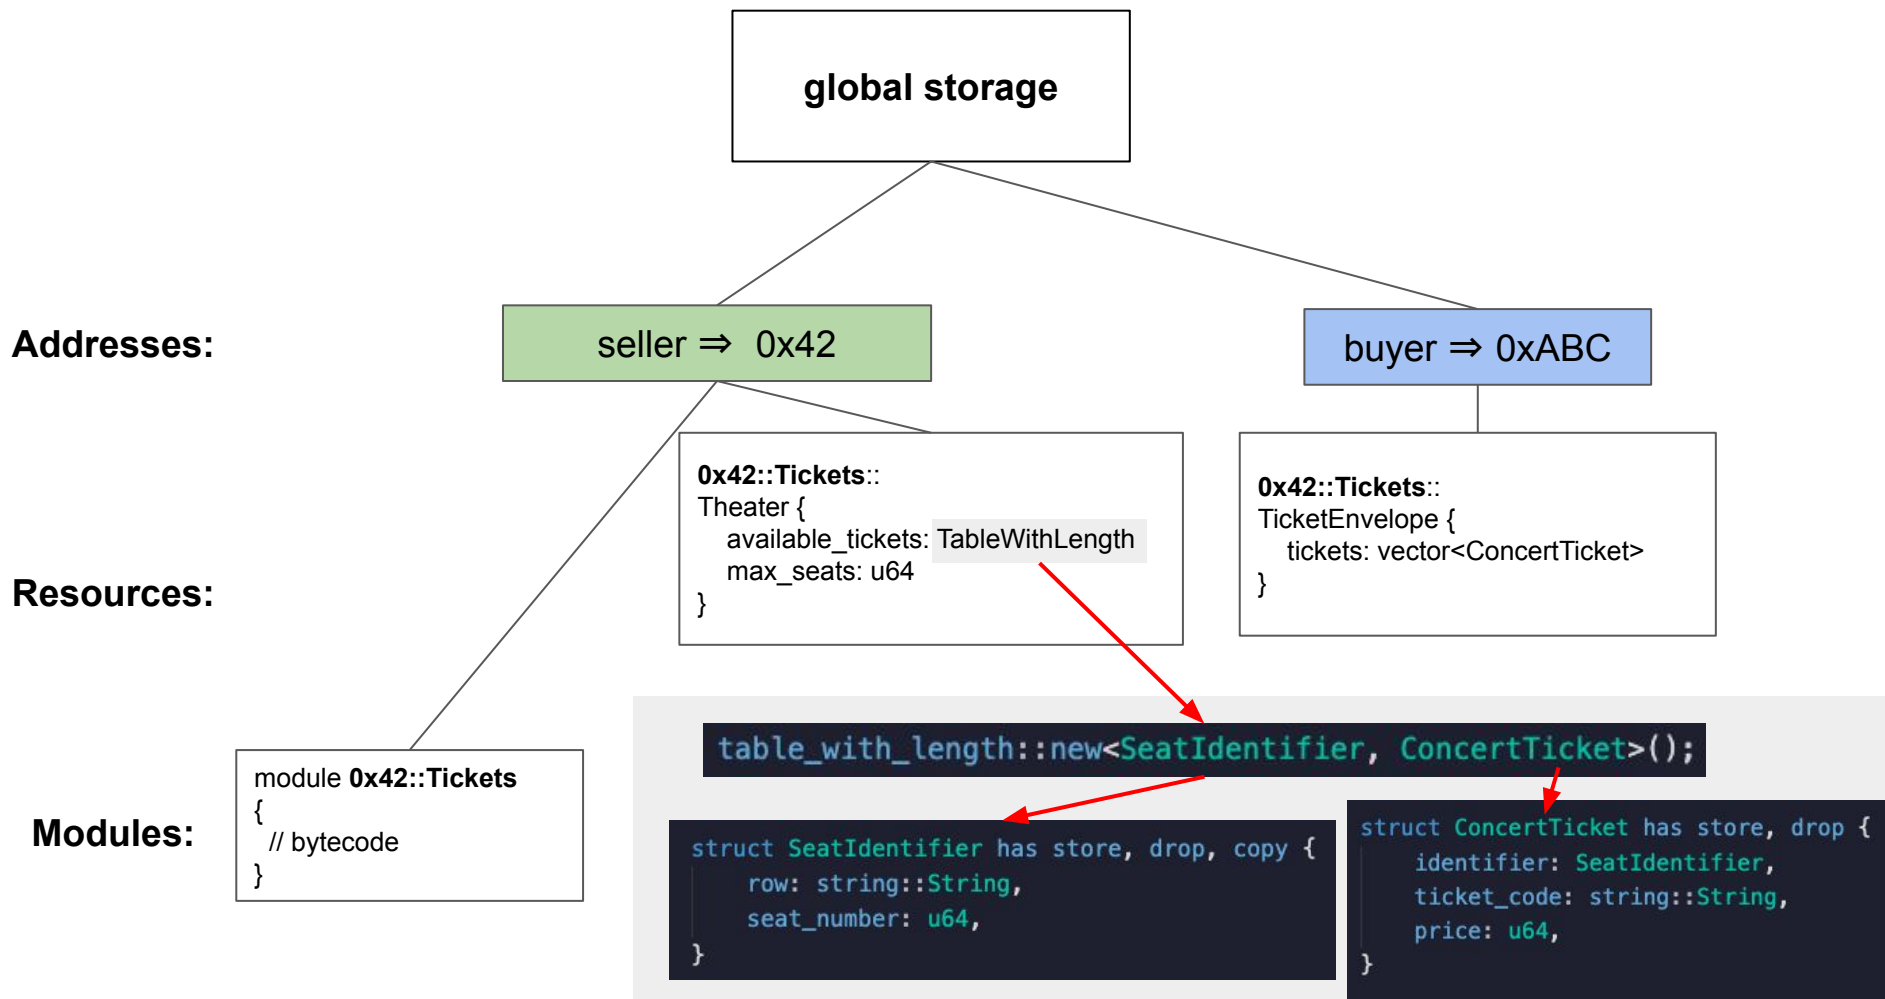 global storage
Addresses:
seller ⇒ 0x42
buyer ⇒ 0xABC
Resources:
0x42::Tickets::
Theater {
available_tickets: TableWithLength
max_seats: u64
}
0x42::Tickets::
TicketEnvelope {
tickets: vector<ConcertTicket>
}
Modules:
module 0x42::Tickets
{
// bytecode
}
table_with_length::new<SeatIdentifier, ConcertTicket>();
struct SeatIdentifier has store, drop, copy {
row: string::String,
seat_number: u64,
}
struct ConcertTicket has store, drop {
identifier: SeatIdentifier,
ticket_code: string::String,
price: u64,
}